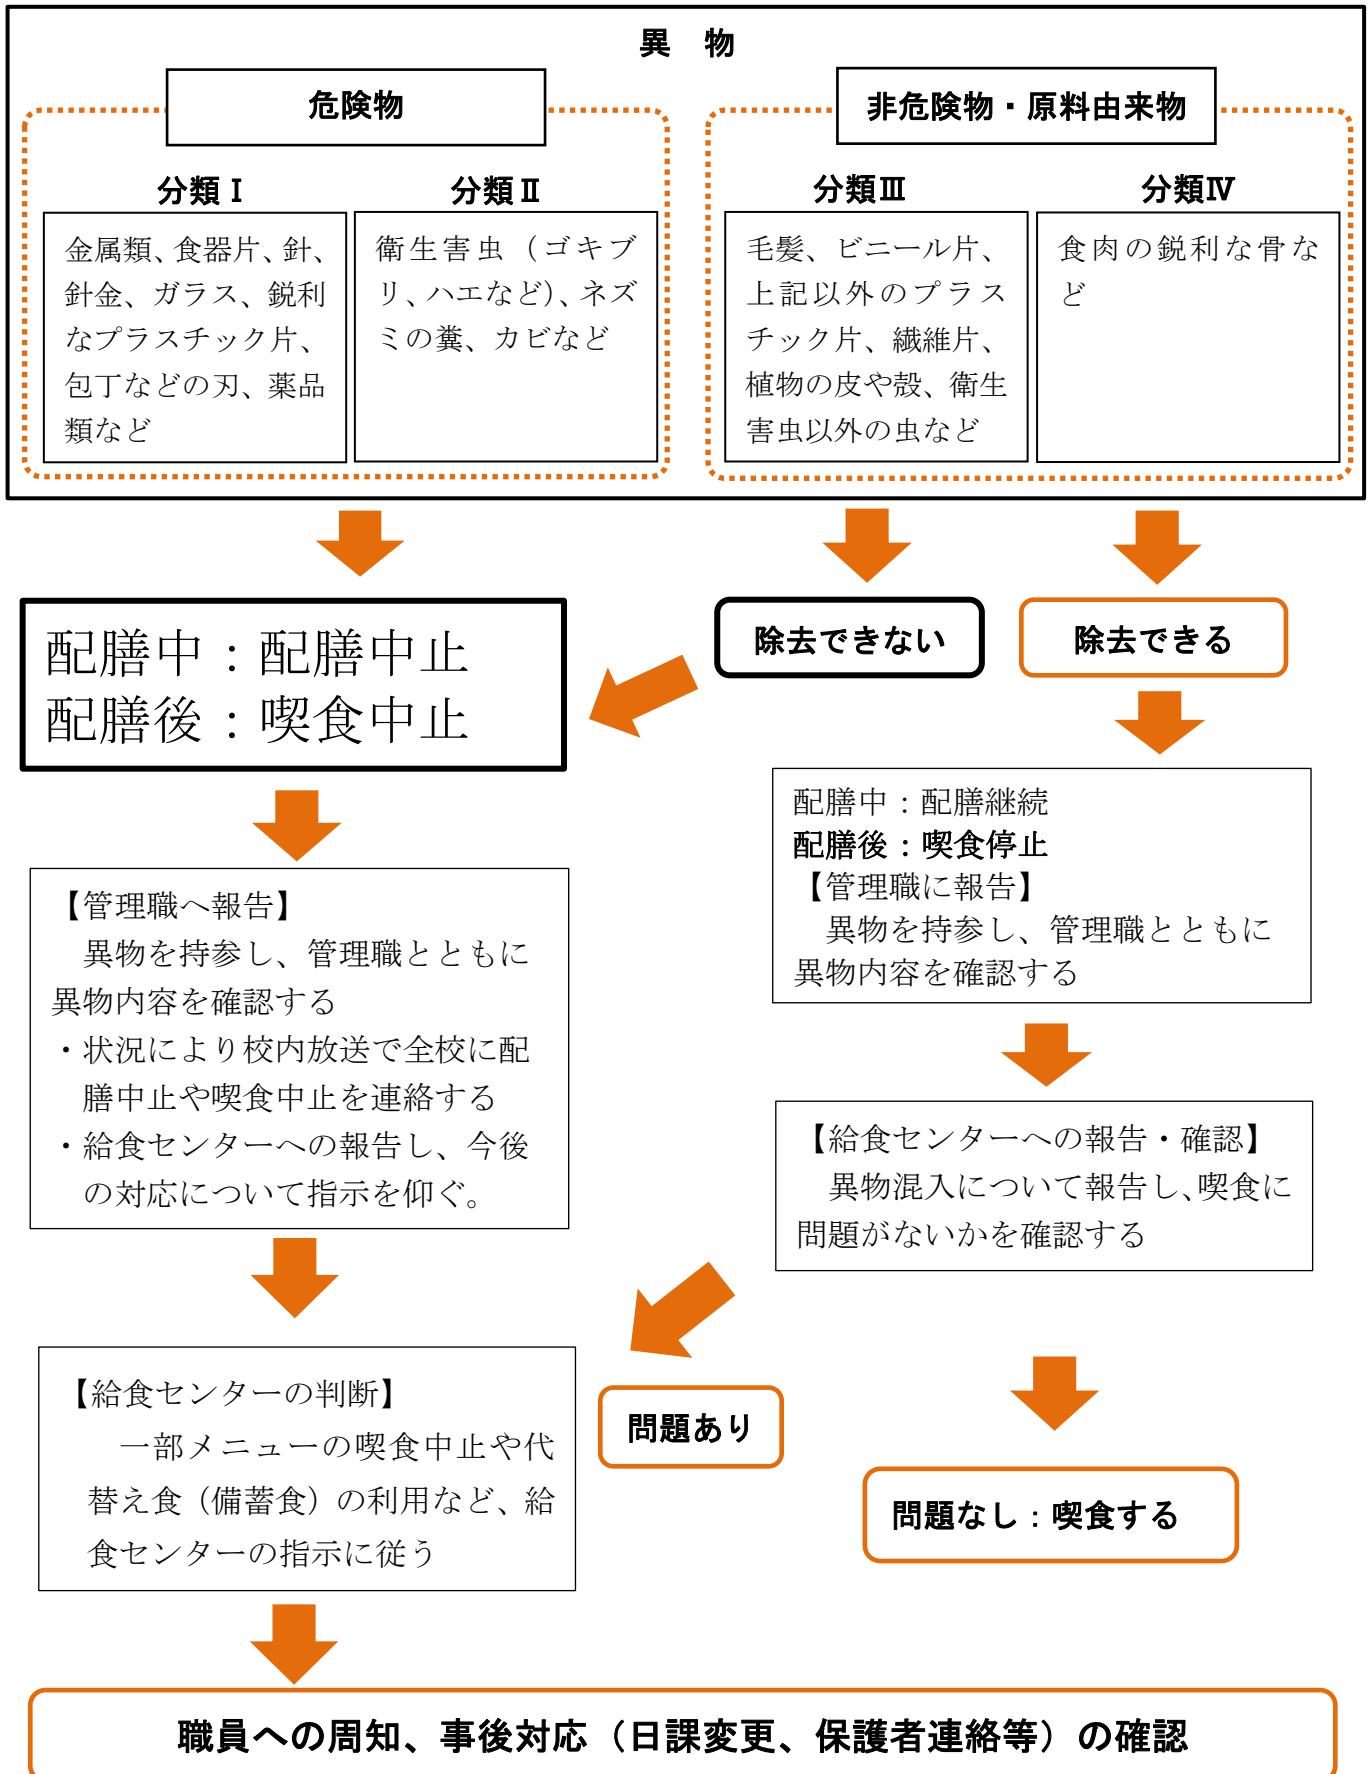 異 物
危険物
分類Ⅰ
金属類、食器片、針、
針金、ガラス、鋭利
なプラスチック片、
包丁などの刃、薬品
類など
分類Ⅱ
衛生害虫（ゴキブ
リ、ハエなど）、ネズ
ミの糞、カビなど
非危険物・原料由来物
分類Ⅲ
毛髪、ビニール片、
上記以外のプラス
チック片、繊維片、
植物の皮や殻、衛生
害虫以外の虫など
分類Ⅳ
食肉の鋭利な骨な
ど
除去できない
除去できる
配膳中：配膳中止
配膳後：喫食中止
配膳中：配膳継続
配膳後：喫食停止
【管理職に報告】
異物を持参し、管理職とともに
異物内容を確認する
【管理職へ報告】
異物を持参し、管理職とともに
異物内容を確認する
・状況により校内放送で全校に配
膳中止や喫食中止を連絡する
・給食センターへの報告し、今後
の対応について指示を仰ぐ。
【給食センターへの報告・確認】
異物混入について報告し、喫食に
問題がないかを確認する
【給食センターの判断】
一部メニューの喫食中止や代
替え食（備蓄食）の利用など、給
食センターの指示に従う
問題あり
問題なし：喫食する
職員への周知、事後対応（日課変更、保護者連絡等）の確認